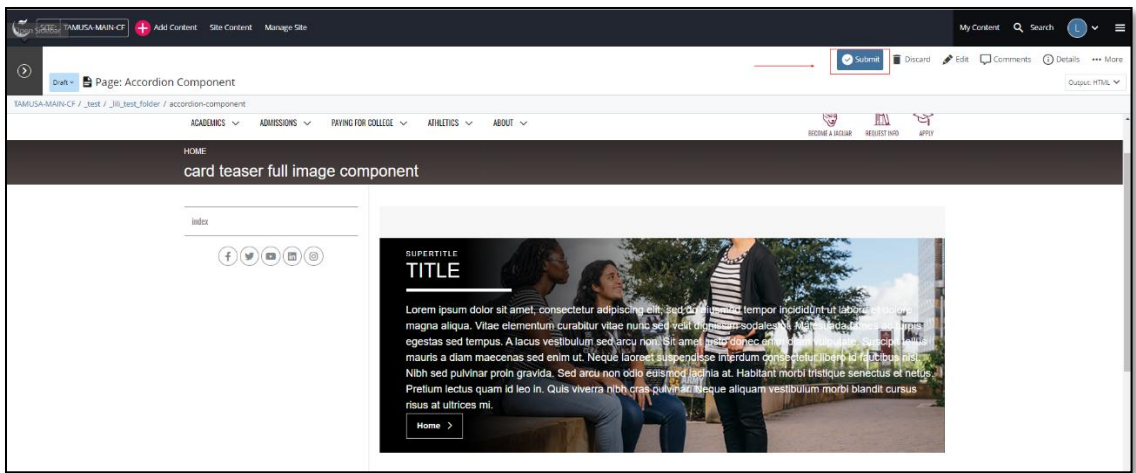 SITE: TAMUSA-MAIN-CF Add Content Site Content Manage Site My Content Search L
Submit Discard Edit Comments Details More
Draft Page: Accordion Component Output: HTML
TAMUSA-MAIN-CF / _test / _lili_test_folder / accordion-component
ACADEMICS ADMISSIONS PAYING FOR COLLEGE ATHLETICS ABOUT
BECOME A JAGUAR REQUEST INFO APPLY
HOME
card teaser full image component
index
SUPERTITLE
TITLE
Lorem ipsum dolor sit amet, consectetur adipiscing elit, sed do eiusmod tempor incididunt ut labore et dolore
magna aliqua. Vitae elementum curabitur vitae nunc sed velit dignissim sodales. Malesuada fames ac turpis
egestas sed tempus. A lacus vestibulum sed arcu non. Sit amet justo donec enim diam vulputate. Suscipit tellus
mauris a diam maecenas sed enim ut. Neque laoreet suspendisse interdum consectetur libero id faucibus nisl.
Nibh sed pulvinar proin gravida. Sed arcu non odio euismod lacinia at. Habitant morbi tristique senectus et netus.
Pretium lectus quam id leo in. Quis viverra nibh cras pulvinar. Neque aliquam vestibulum morbi blandit cursus
risus at ultrices mi.
Home